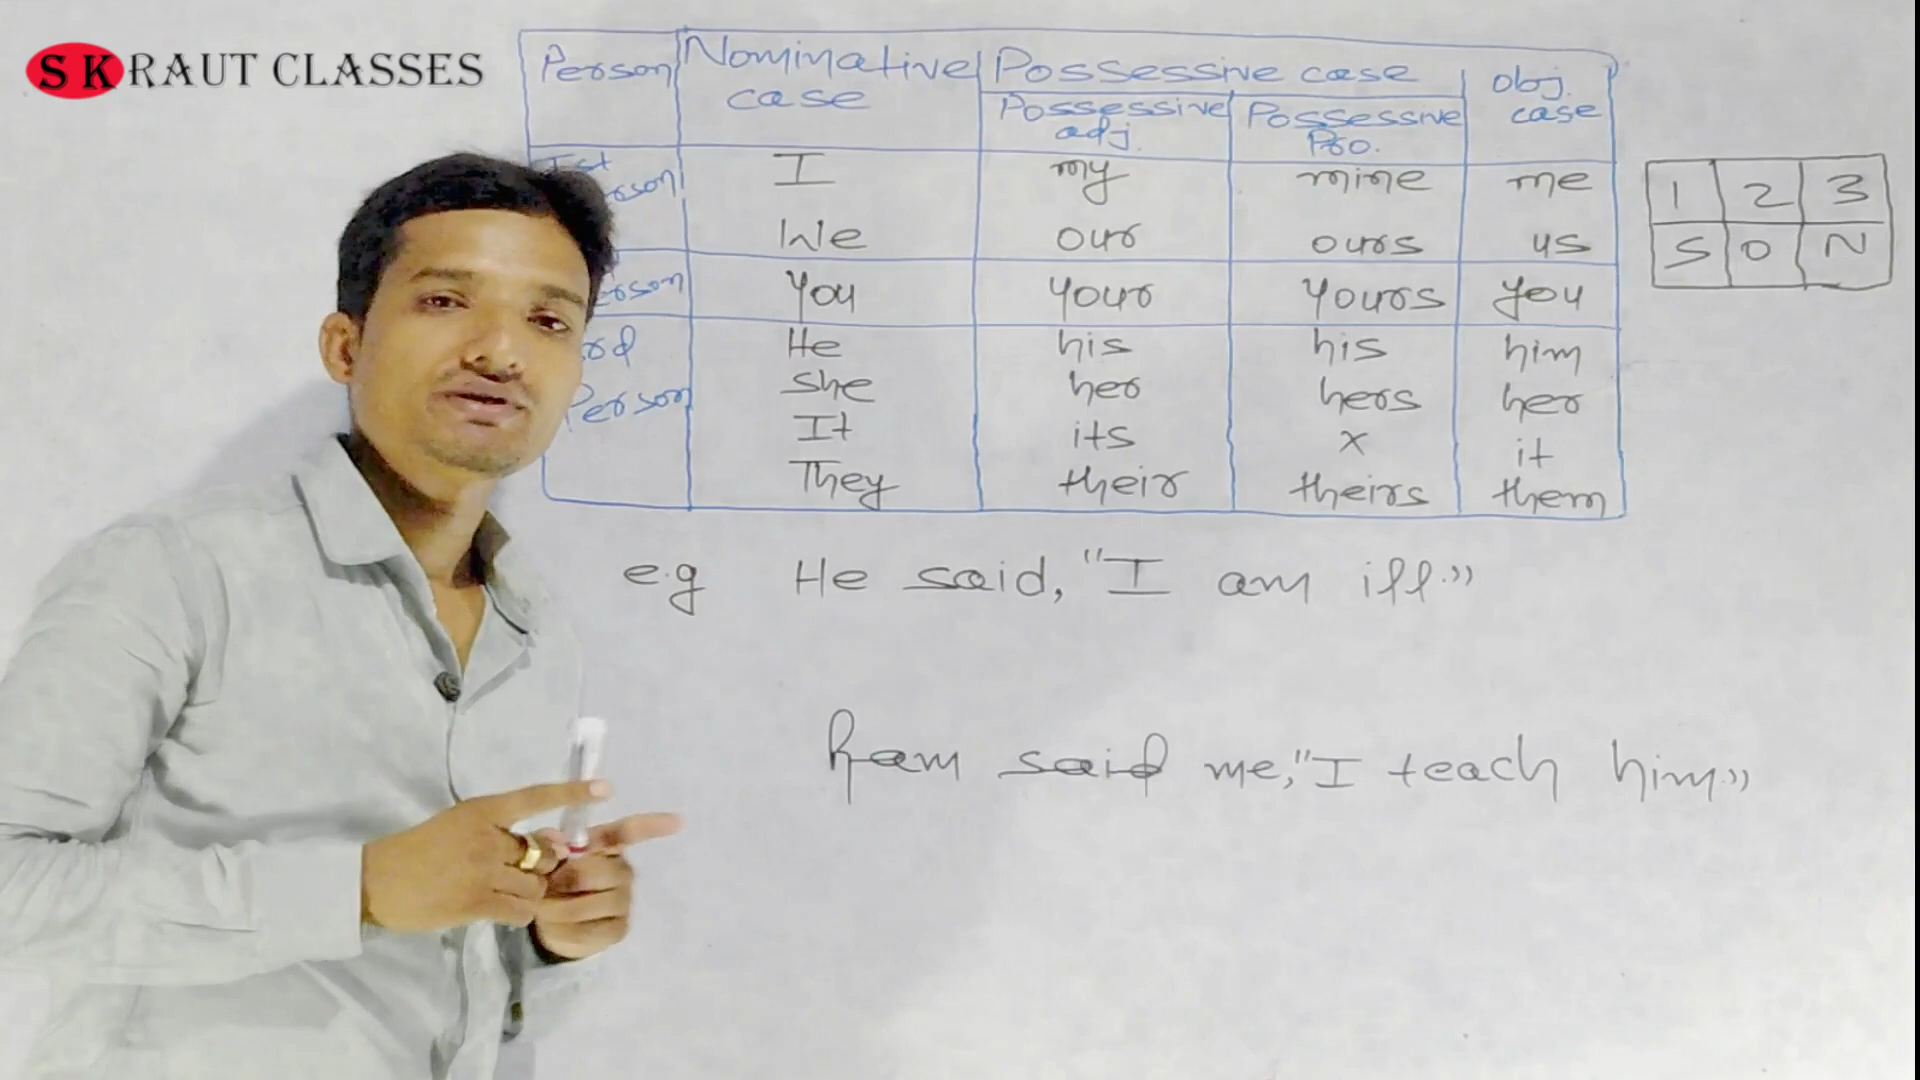 SK RAUT CLASSES
Person Nominative case Possessive case Obj. case
Possessive adj. Possessive Pro.
I my mine me
We our ours us
You your yours you
He his his him
Person She her hers her
It its x it
They their theirs them
1 2 3
S O N
e.g He said, "I am ill."
Ram said me, "I teach him."